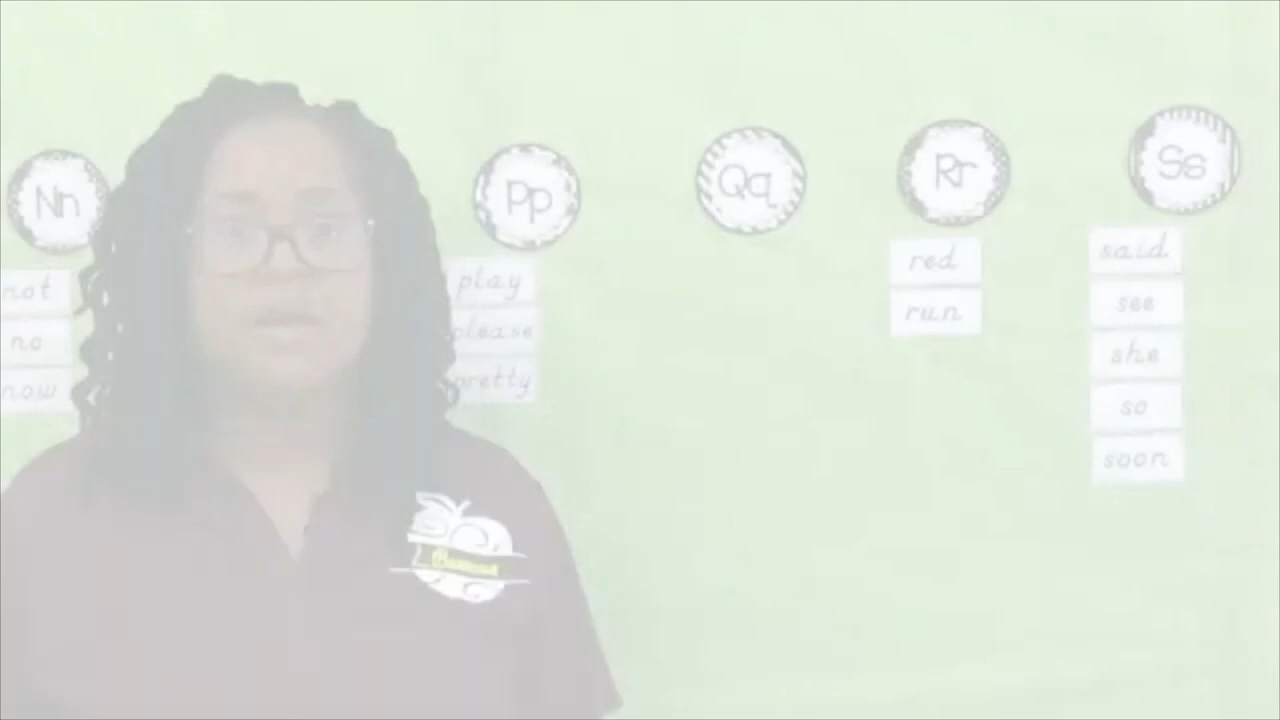 Nn
not
no
now
Pp
play
please
pretty
Qq
Rr
red
run
Ss
said
see
she
so
soon